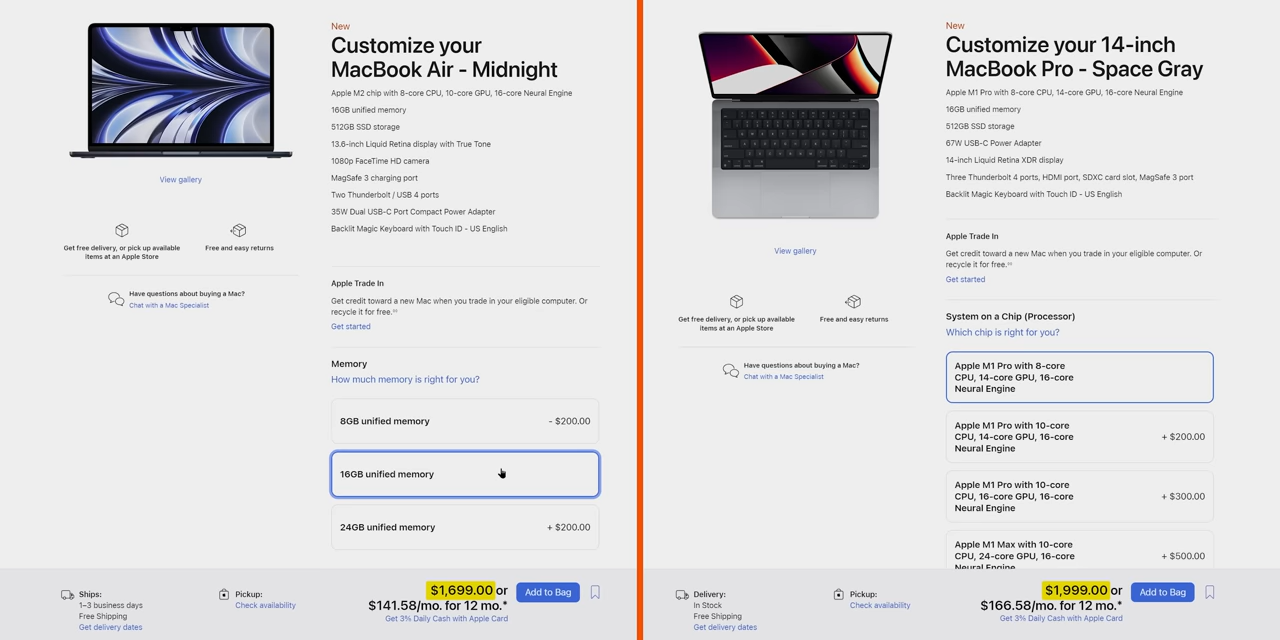 New
Customize your
MacBook Air - Midnight
Apple M2 chip with 8-core CPU, 10-core GPU, 16-core Neural Engine
16GB unified memory
512GB SSD storage
13.6-inch Liquid Retina display with True Tone
1080p FaceTime HD camera
MagSafe 3 charging port
Two Thunderbolt / USB 4 ports
35W Dual USB-C Port Compact Power Adapter
Backlit Magic Keyboard with Touch ID - US English
View gallery
Get free delivery, or pick up available
items at an Apple Store
Free and easy returns
Have questions about buying a Mac?
Chat with a Mac Specialist
Apple Trade In
Get credit toward a new Mac when you trade in your eligible computer. Or
recycle it for free.
Get started
Memory
How much memory is right for you?
8GB unified memory - $200.00
16GB unified memory
24GB unified memory + $200.00
Ships:
1–3 business days
Free Shipping
Get delivery dates
Pickup:
Check availability
$1,699.00 or
$141.58/mo. for 12 mo.*
Get 3% Daily Cash with Apple Card
Add to Bag
New
Customize your 14-inch
MacBook Pro - Space Gray
Apple M1 Pro with 8-core CPU, 14-core GPU, 16-core Neural Engine
16GB unified memory
512GB SSD storage
67W USB-C Power Adapter
14-inch Liquid Retina XDR display
Three Thunderbolt 4 ports, HDMI port, SDXC card slot, MagSafe 3 port
Backlit Magic Keyboard with Touch ID - US English
View gallery
Get free delivery, or pick up available
items at an Apple Store
Free and easy returns
Have questions about buying a Mac?
Chat with a Mac Specialist
Apple Trade In
Get credit toward a new Mac when you trade in your eligible computer. Or
recycle it for free.
Get started
System on a Chip (Processor)
Which chip is right for you?
Apple M1 Pro with 8-core
CPU, 14-core GPU, 16-core
Neural Engine
Apple M1 Pro with 10-core
CPU, 14-core GPU, 16-core
Neural Engine
+ $200.00
Apple M1 Pro with 10-core
CPU, 16-core GPU, 16-core
Neural Engine
+ $300.00
Apple M1 Max with 10-core
CPU, 24-core GPU, 16-core
Neural Engine
+ $500.00
Delivery:
In Stock
Free Shipping
Get delivery dates
Pickup:
Check availability
$1,999.00 or
$166.58/mo. for 12 mo.*
Get 3% Daily Cash with Apple Card
Add to Bag